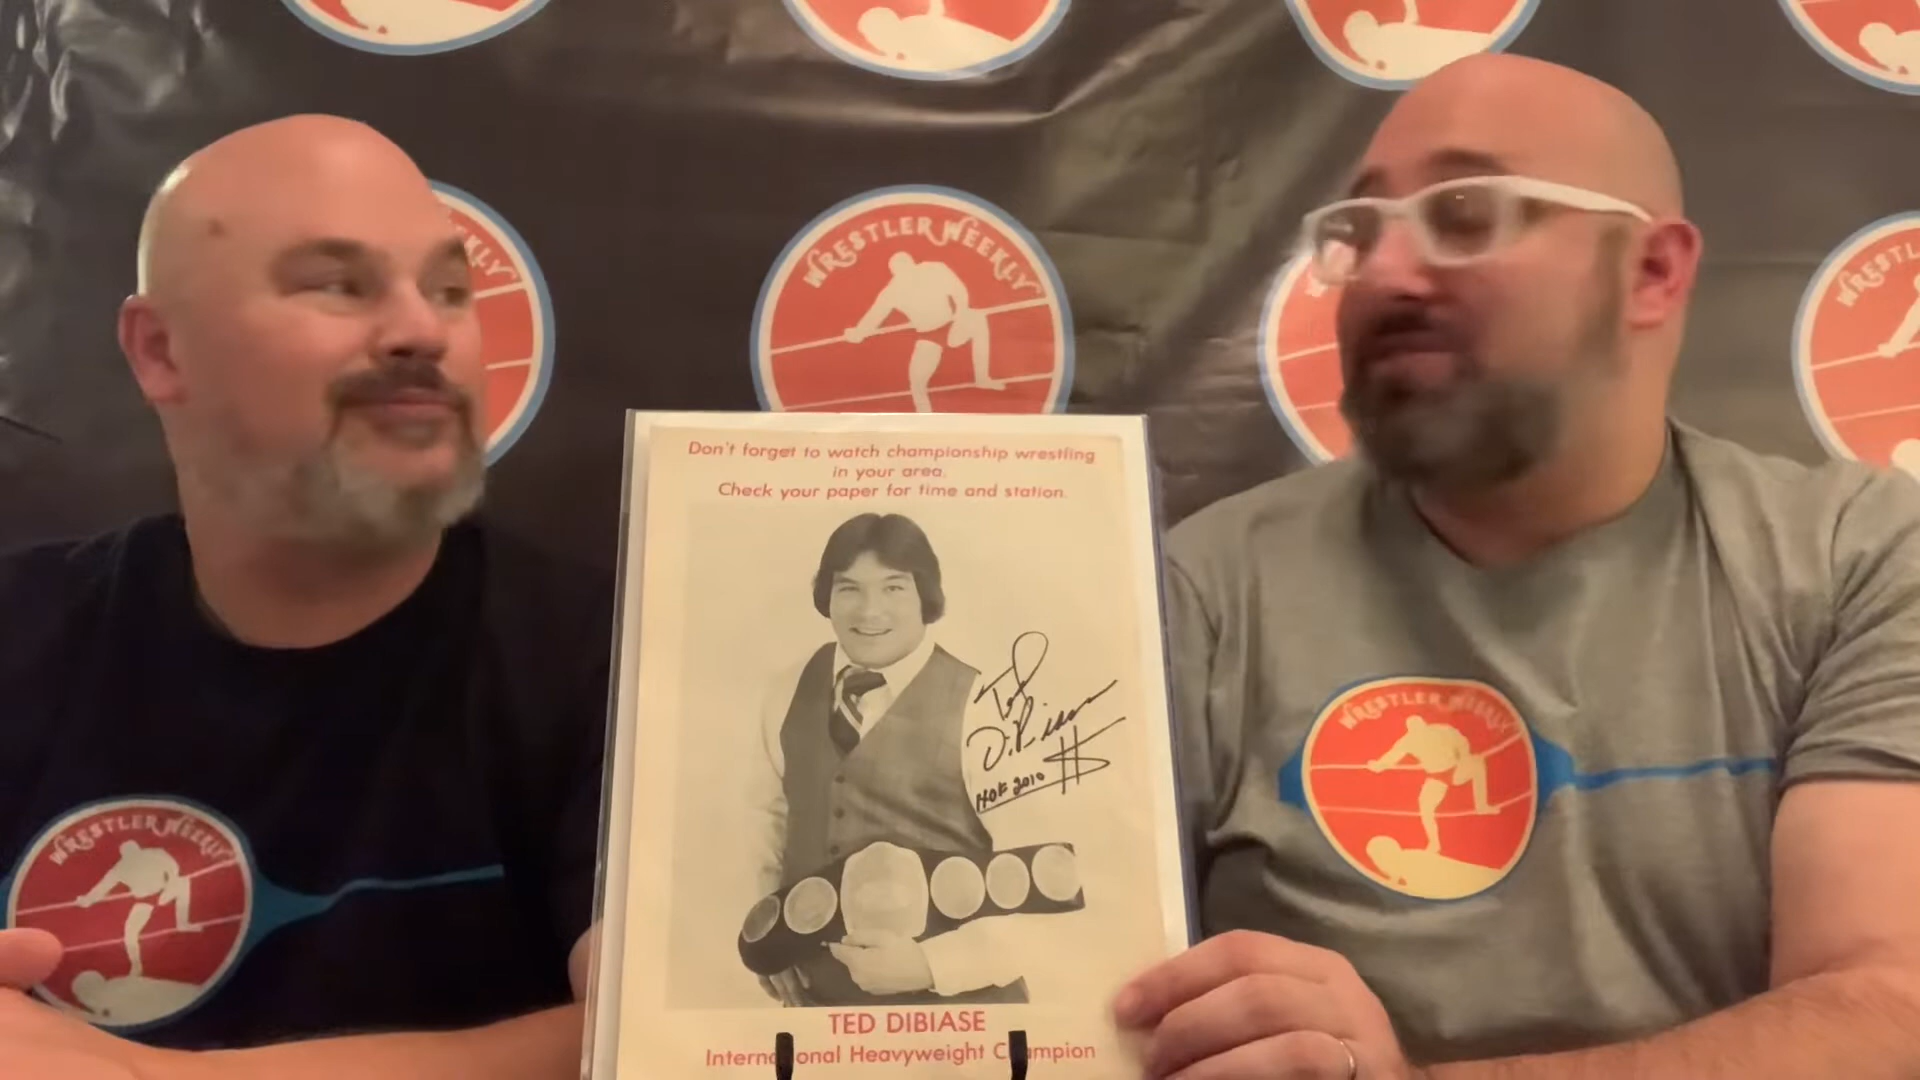 WRESTLER WEEKLY
Don't forget to watch championship wrestling
in your area.
Check your paper for time and station.
Ted
DiBiase
HOF 2010 $
TED DIBIASE
International Heavyweight Champion
WRESTLER WEEKLY
WRESTLER WEEKLY